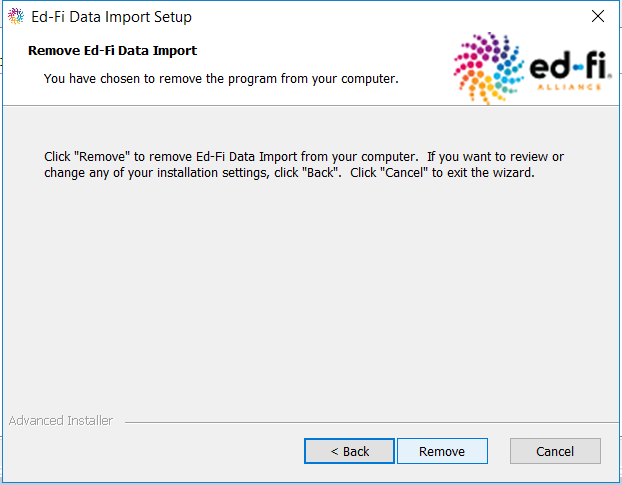 Ed-Fi Data Import Setup
Remove Ed-Fi Data Import
You have chosen to remove the program from your computer.
ed-fi
ALLIANCE
Click "Remove" to remove Ed-Fi Data Import from your computer.  If you want to review or
change any of your installation settings, click "Back".  Click "Cancel" to exit the wizard.
Advanced Installer
< Back
Remove
Cancel